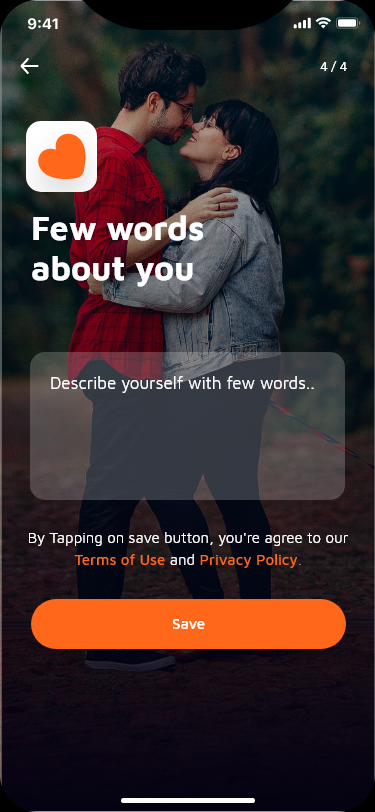 9:41
4 / 4
Few words
about you
Describe yourself with few words..
By Tapping on save button, you're agree to our
Terms of Use and Privacy Policy.
Save